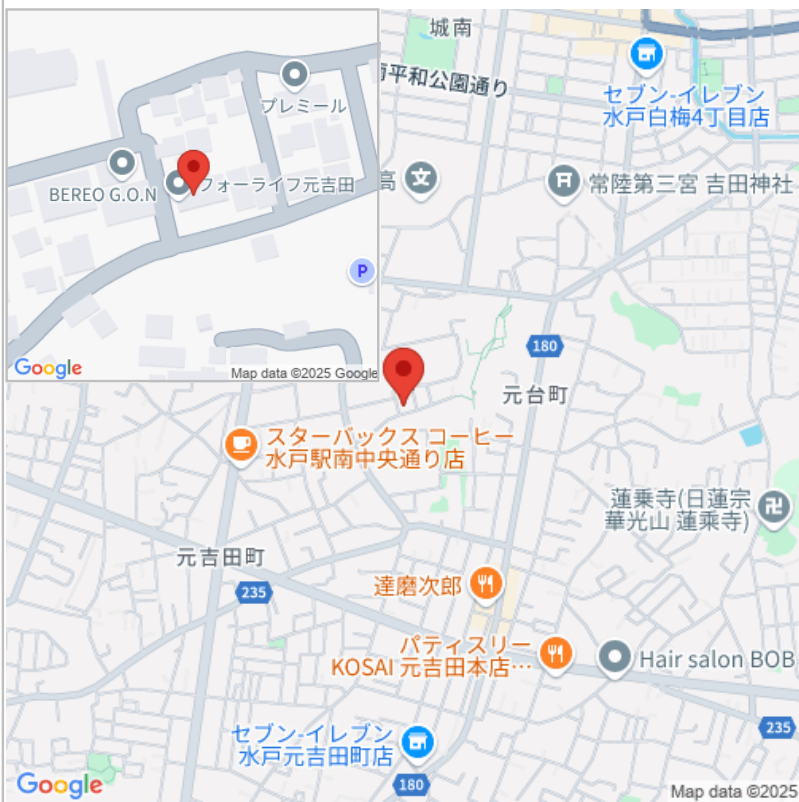 城南
平和公園通り
セブン-イレブン
水戸白梅4丁目店
プレミール
BEREO G.O.N
フォーライフ元吉田
高
文
常陸第三宮 吉田神社
P
Google
Map data ©2025 Google
180
元台町
スターバックス コーヒー
水戸駅南中央通り店
蓮乗寺(日蓮宗
華光山 蓮乗寺)
元吉田町
235
達磨次郎
パティスリー
KOSAI 元吉田本店…
Hair salon BOB
セブン-イレブン
水戸元吉田町店
235
180
Google
Map data ©2025